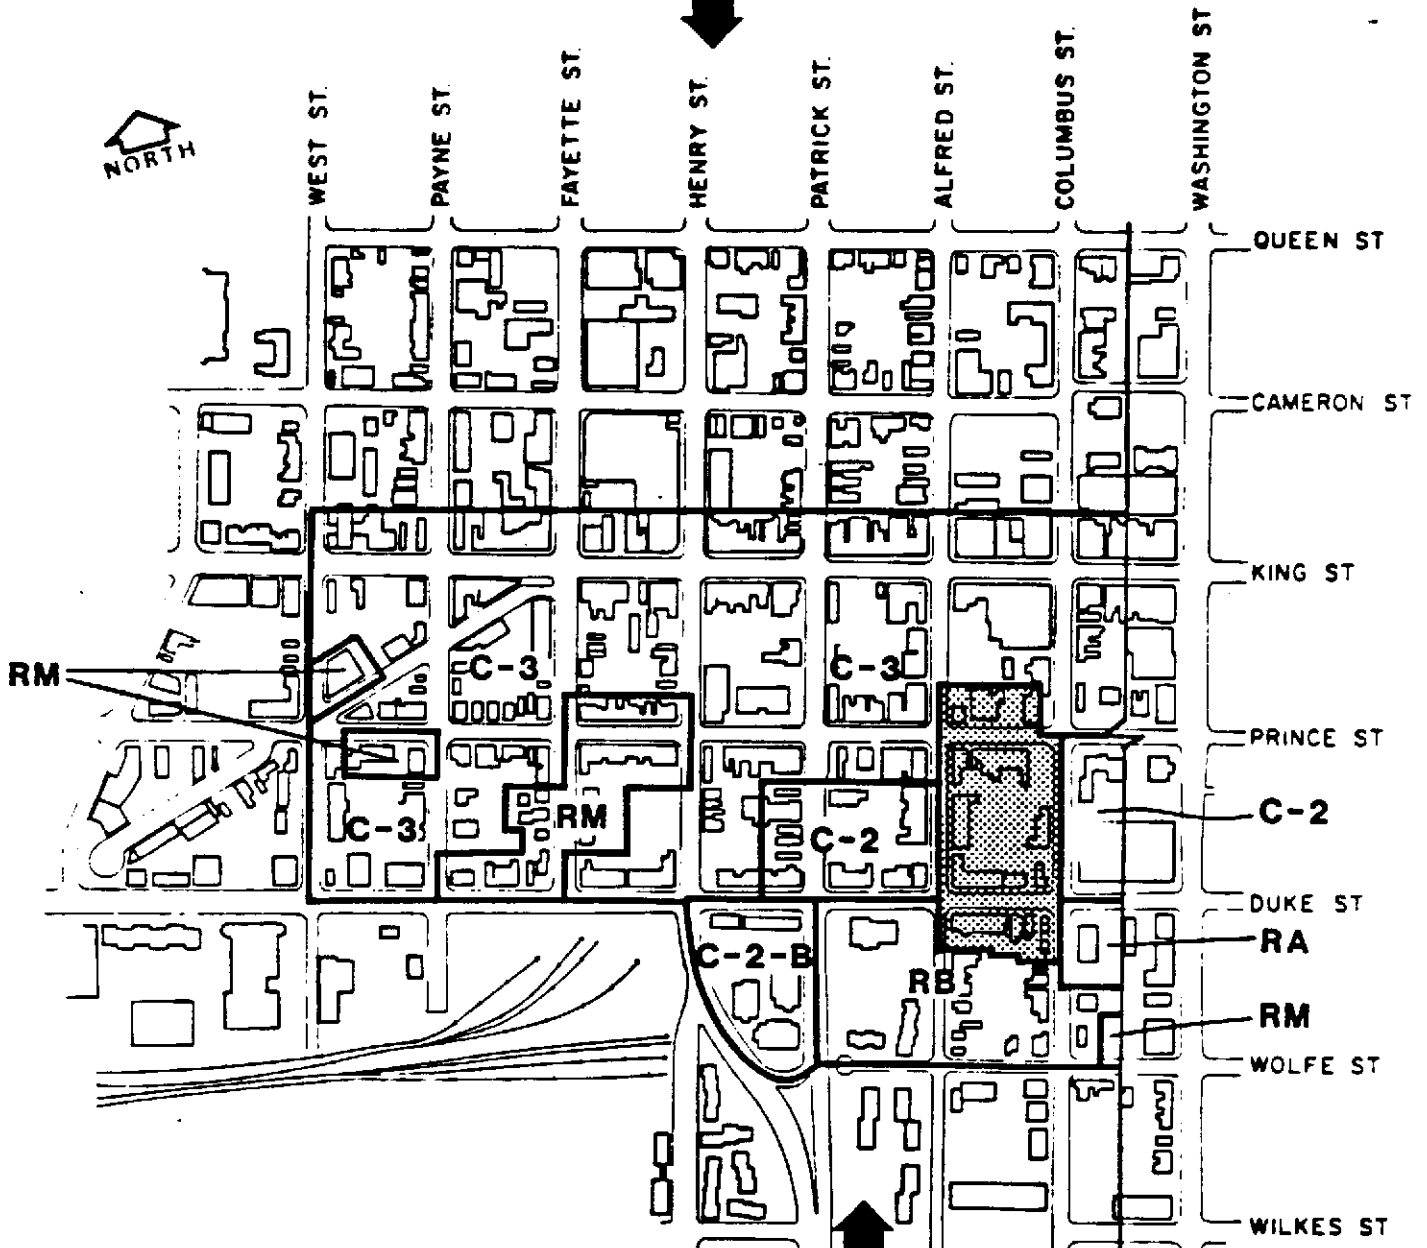 WEST ST.
PAYNE ST.
FAYETTE ST.
HENRY ST.
PATRICK ST.
ALFRED ST.
COLUMBUS ST.
WASHINGTON ST
NORTH
QUEEN ST
CAMERON ST
KING ST
RM
C-3
C-3
PRINCE ST
C-3
RM
C-2
C-2
DUKE ST
RA
C-2-B
RB
RM
WOLFE ST
WILKES ST